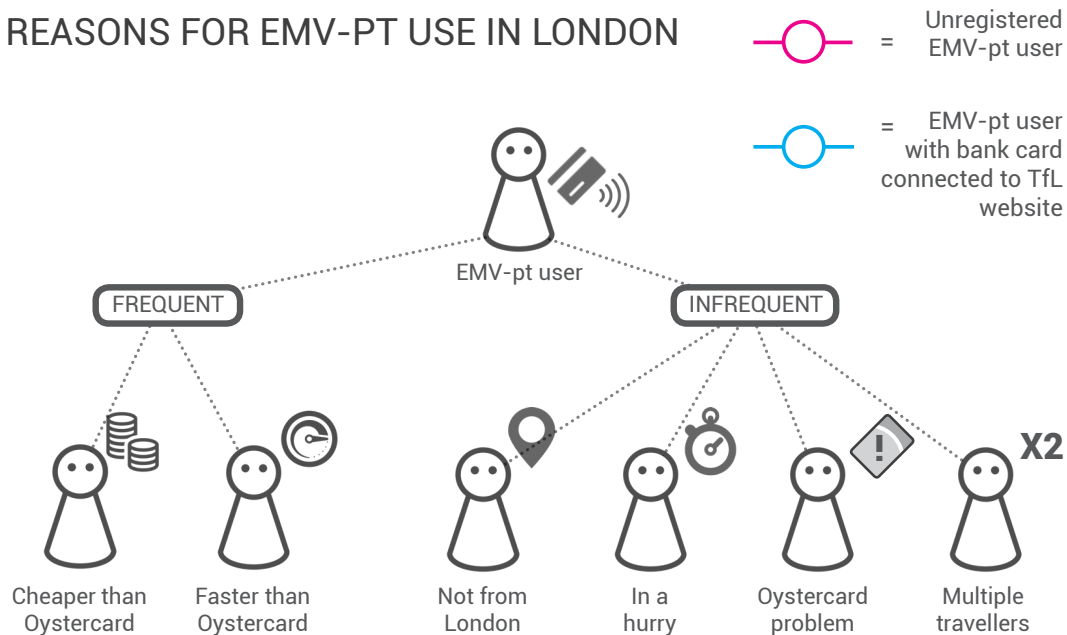 REASONS FOR EMV-PT USE IN LONDON
= Unregistered
EMV-pt user
= EMV-pt user
with bank card
connected to TfL
website
EMV-pt user
FREQUENT
INFREQUENT
!
X2
Cheaper than
Oystercard
Faster than
Oystercard
Not from
London
In a
hurry
Oystercard
problem
Multiple
travellers